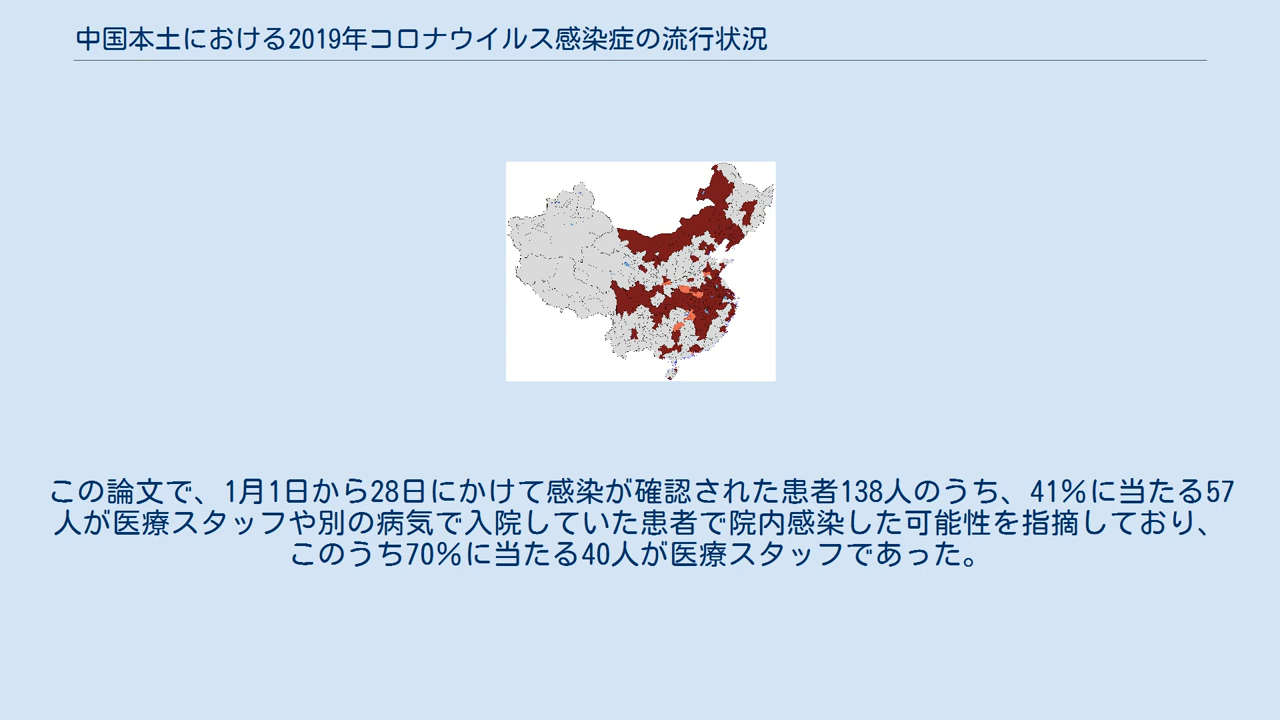 中国本土における2019年コロナウイルス感染症の流行状況
この論文で、1月1日から28日にかけて感染が確認された患者138人のうち、41％に当たる57
人が医療スタッフや別の病気で入院していた患者で院内感染した可能性を指摘しており、
このうち70％に当たる40人が医療スタッフであった。